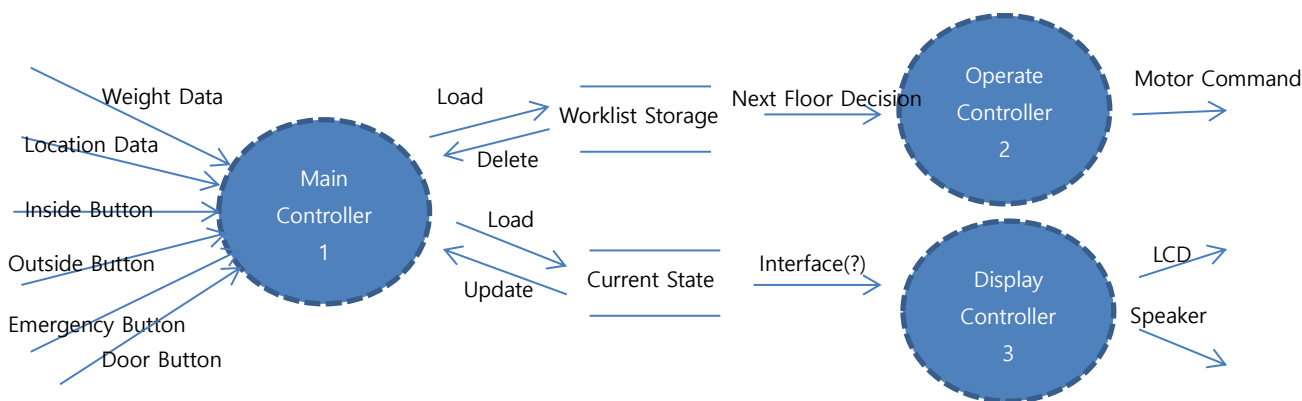 Weight Data
Location Data
Inside Button
Outside Button
Emergency Button
Door Button
Main
Controller
1
Load
Delete
Worklist Storage
Next Floor Decision
Operate
Controller
2
Motor Command
Load
Update
Current State
Interface(?)
Display
Controller
3
LCD
Speaker